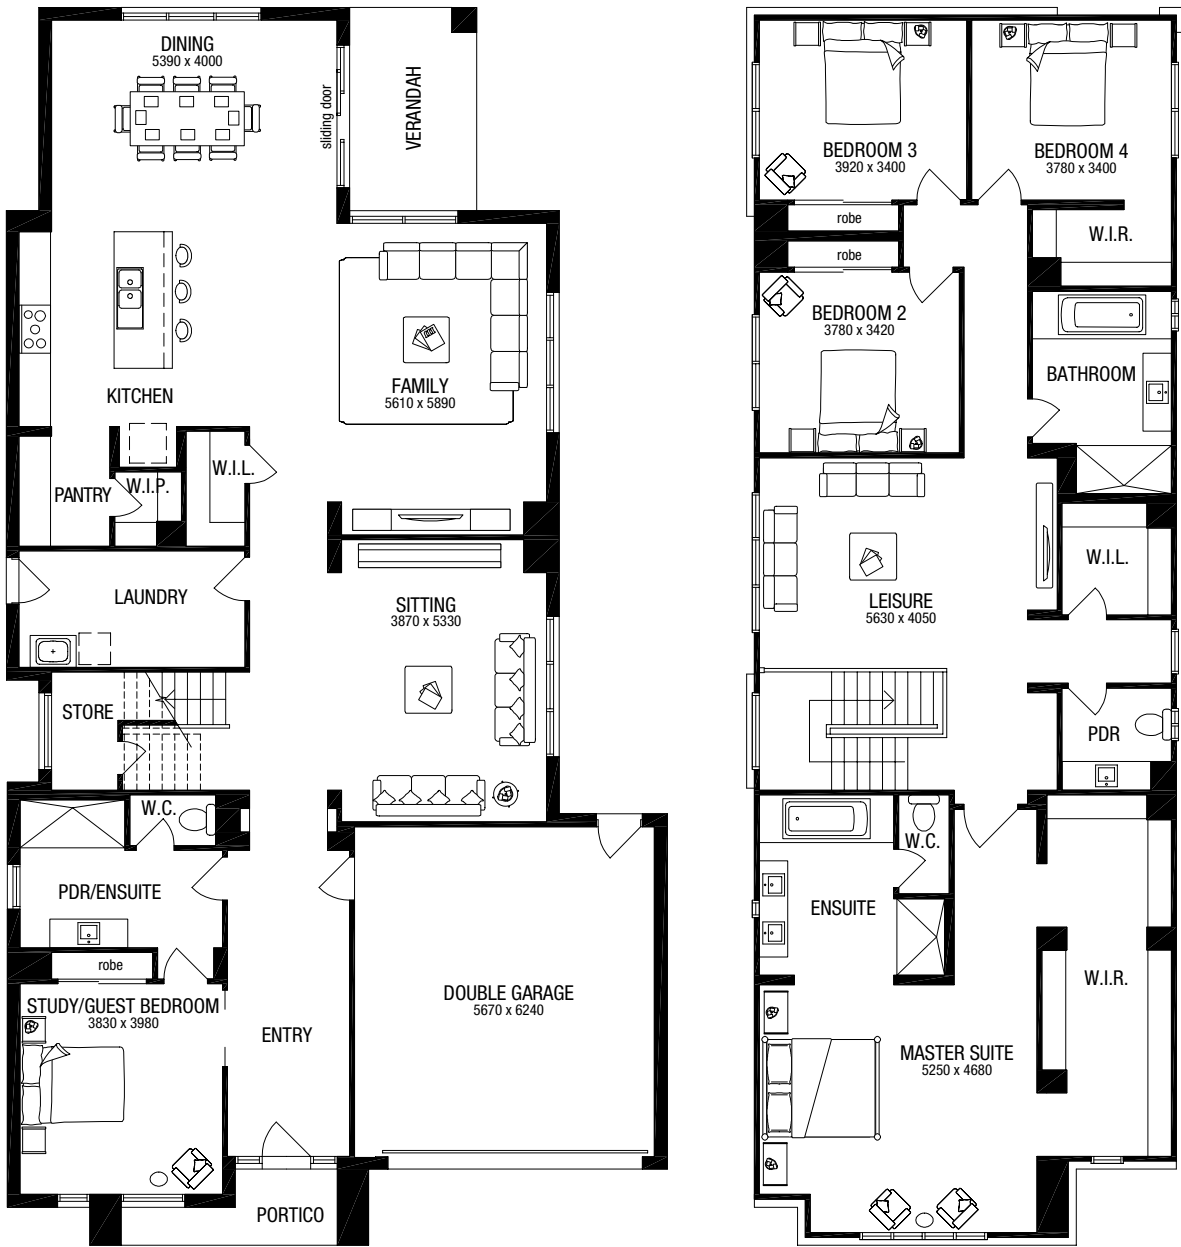 DINING
5390 x 4000
sliding door
VERANDAH
KITCHEN
FAMILY
5610 x 5890
PANTRY
W.I.P.
W.I.L.
LAUNDRY
SITTING
3870 x 5330
STORE
W.C.
PDR/ENSUITE
robe
STUDY/GUEST BEDROOM
3830 x 3980
ENTRY
DOUBLE GARAGE
5670 x 6240
PORTICO
BEDROOM 3
3920 x 3400
BEDROOM 4
3780 x 3400
robe
W.I.R.
robe
BEDROOM 2
3780 x 3420
BATHROOM
LEISURE
5630 x 4050
W.I.L.
PDR
W.C.
ENSUITE
W.I.R.
MASTER SUITE
5250 x 4680